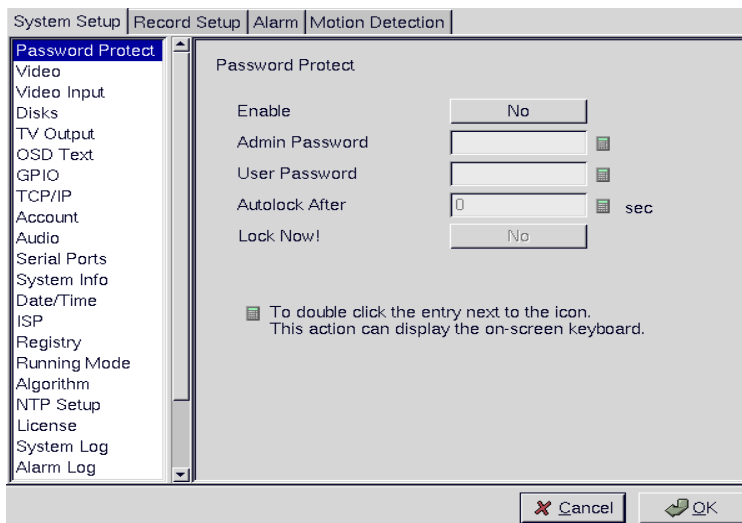 System Setup Record Setup Alarm Motion Detection
Password Protect
Video
Video Input
Disks
TV Output
OSD Text
GPIO
TCP/IP
Account
Audio
Serial Ports
System Info
Date/Time
ISP
Registry
Running Mode
Algorithm
NTP Setup
License
System Log
Alarm Log
Password Protect
Enable No
Admin Password
User Password
Autolock After 0 sec
Lock Now! No
To double click the entry next to the icon.
This action can display the on-screen keyboard.
Cancel OK